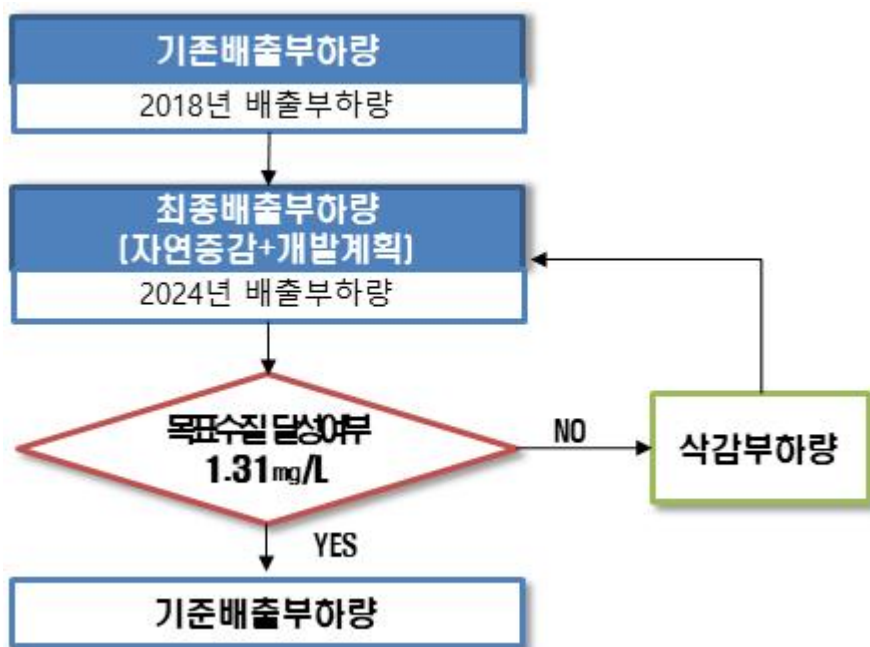 기존배출부하량
2018년 배출부하량
최종배출부하량
(자연증감+개발계획)
2024년 배출부하량
목표수질 달성여부
1.31mg/L
NO
삭감부하량
YES
기준배출부하량